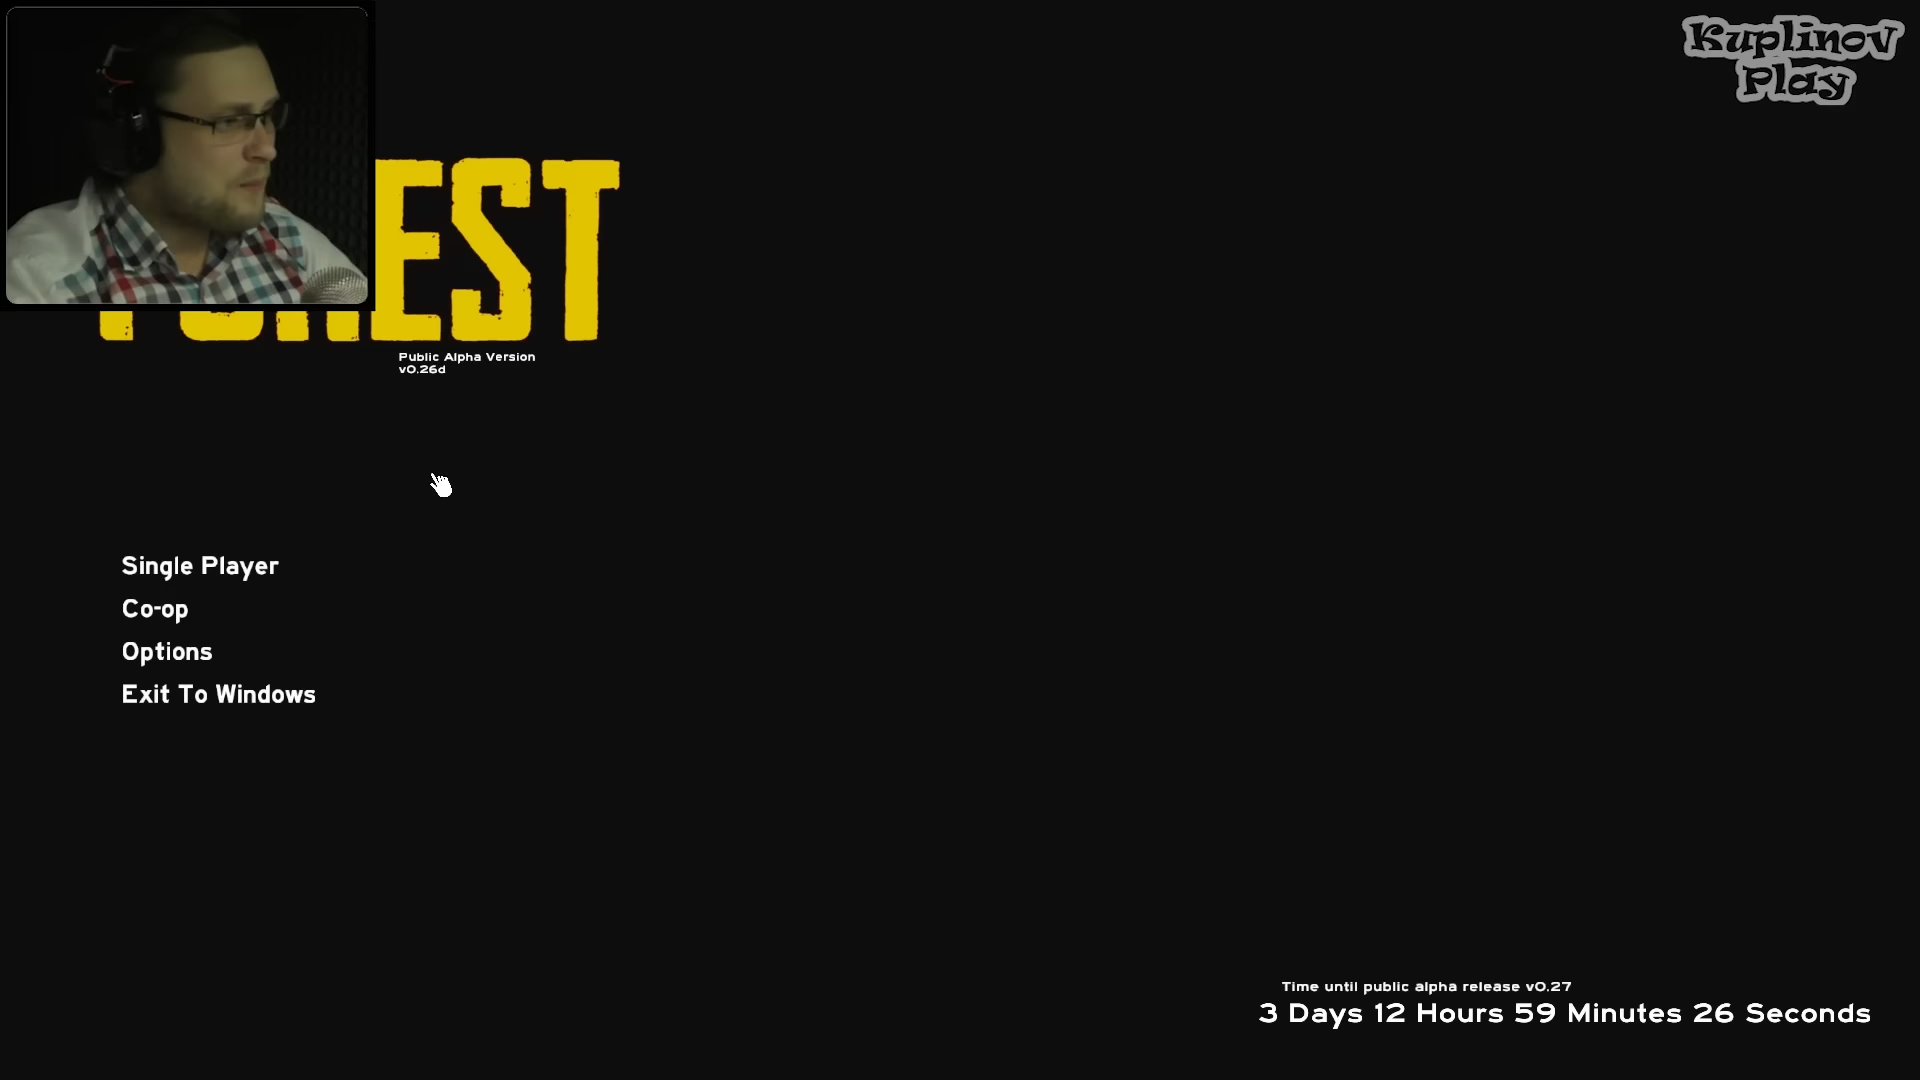 Kuplinov
Play
EST
Public Alpha Version
v0.26d
Single Player
Co-op
Options
Exit To Windows
Time until public alpha release v0.27
3 Days 12 Hours 59 Minutes 26 Seconds